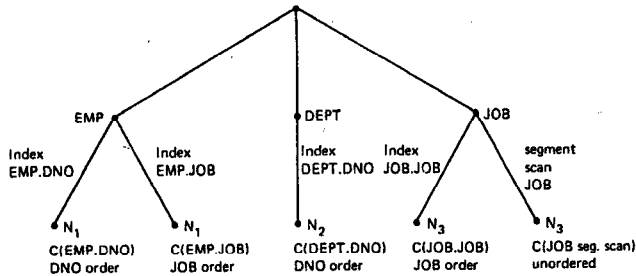 EMP
DEPT
JOB
Index
EMP.DNO
Index
EMP.JOB
Index
DEPT.DNO
Index
JOB.JOB
segment
scan
JOB
N1
C(EMP.DNO)
DNO order
N1
C(EMP.JOB)
JOB order
N2
C(DEPT.DNO)
DNO order
N3
C(JOB.JOB)
JOB order
N3
C(JOB seg. scan)
unordered